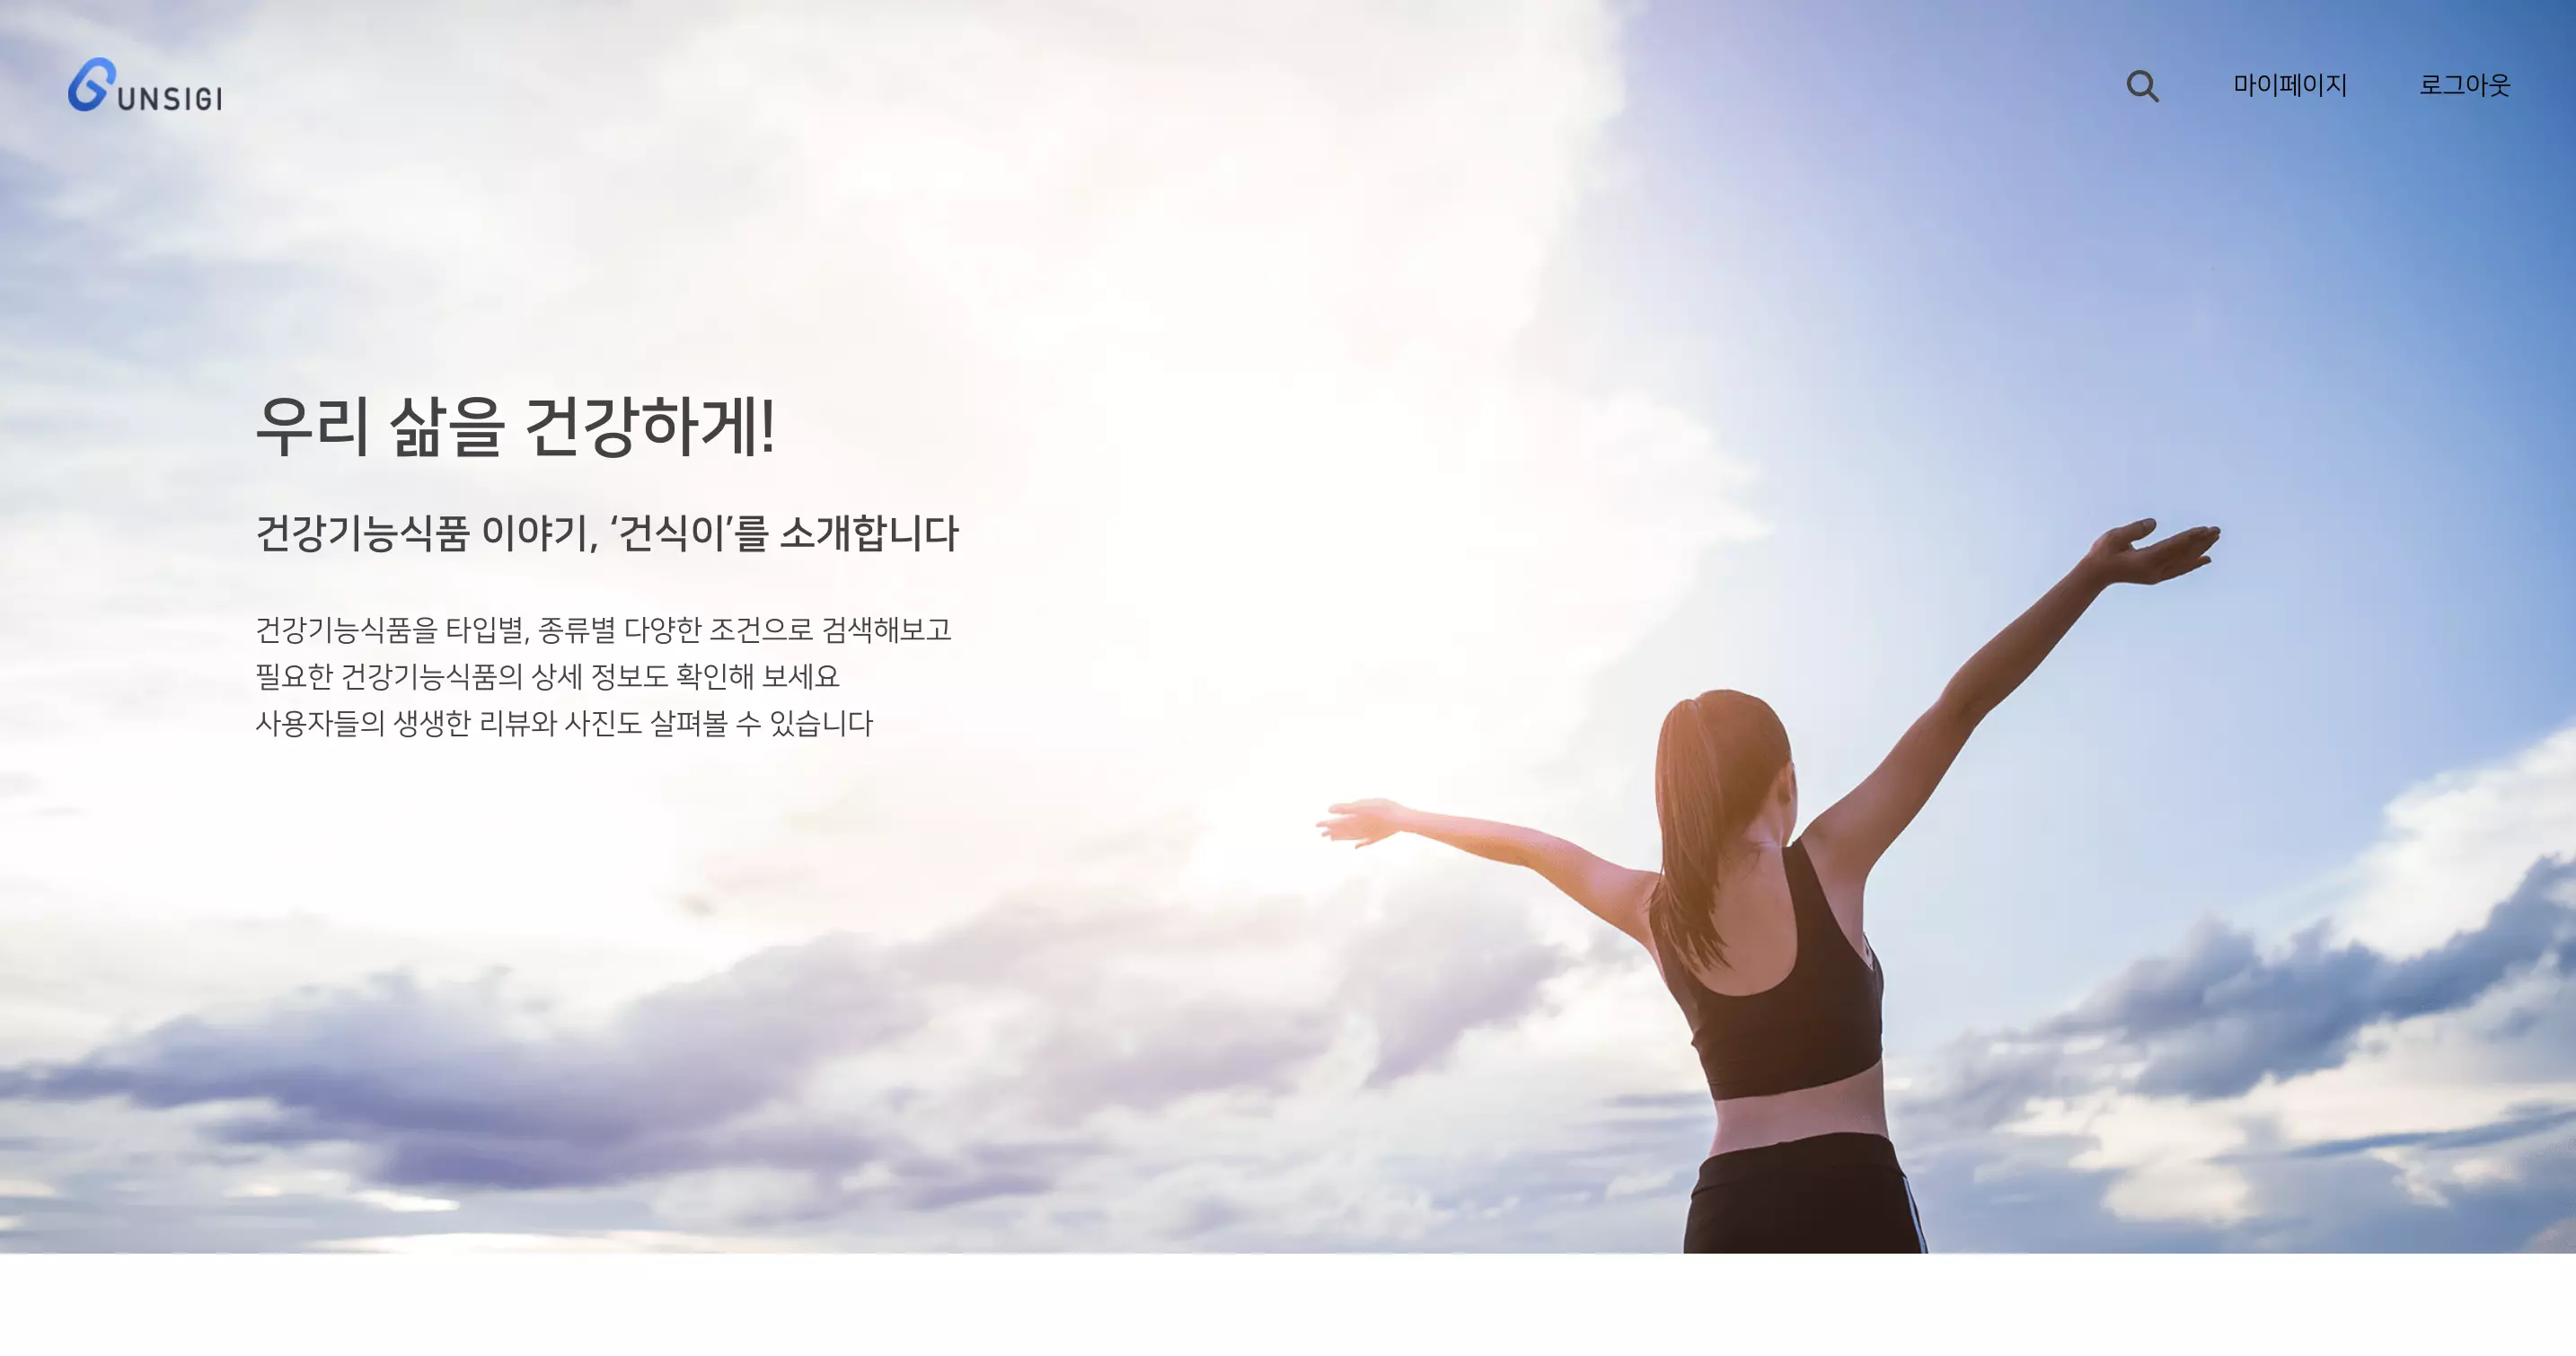 GUNSIGI
마이페이지
로그아웃
우리 삶을 건강하게!
건강기능식품 이야기, ‘건식이’를 소개합니다
건강기능식품을 타입별, 종류별 다양한 조건으로 검색해보고
필요한 건강기능식품의 상세 정보도 확인해 보세요
사용자들의 생생한 리뷰와 사진도 살펴볼 수 있습니다